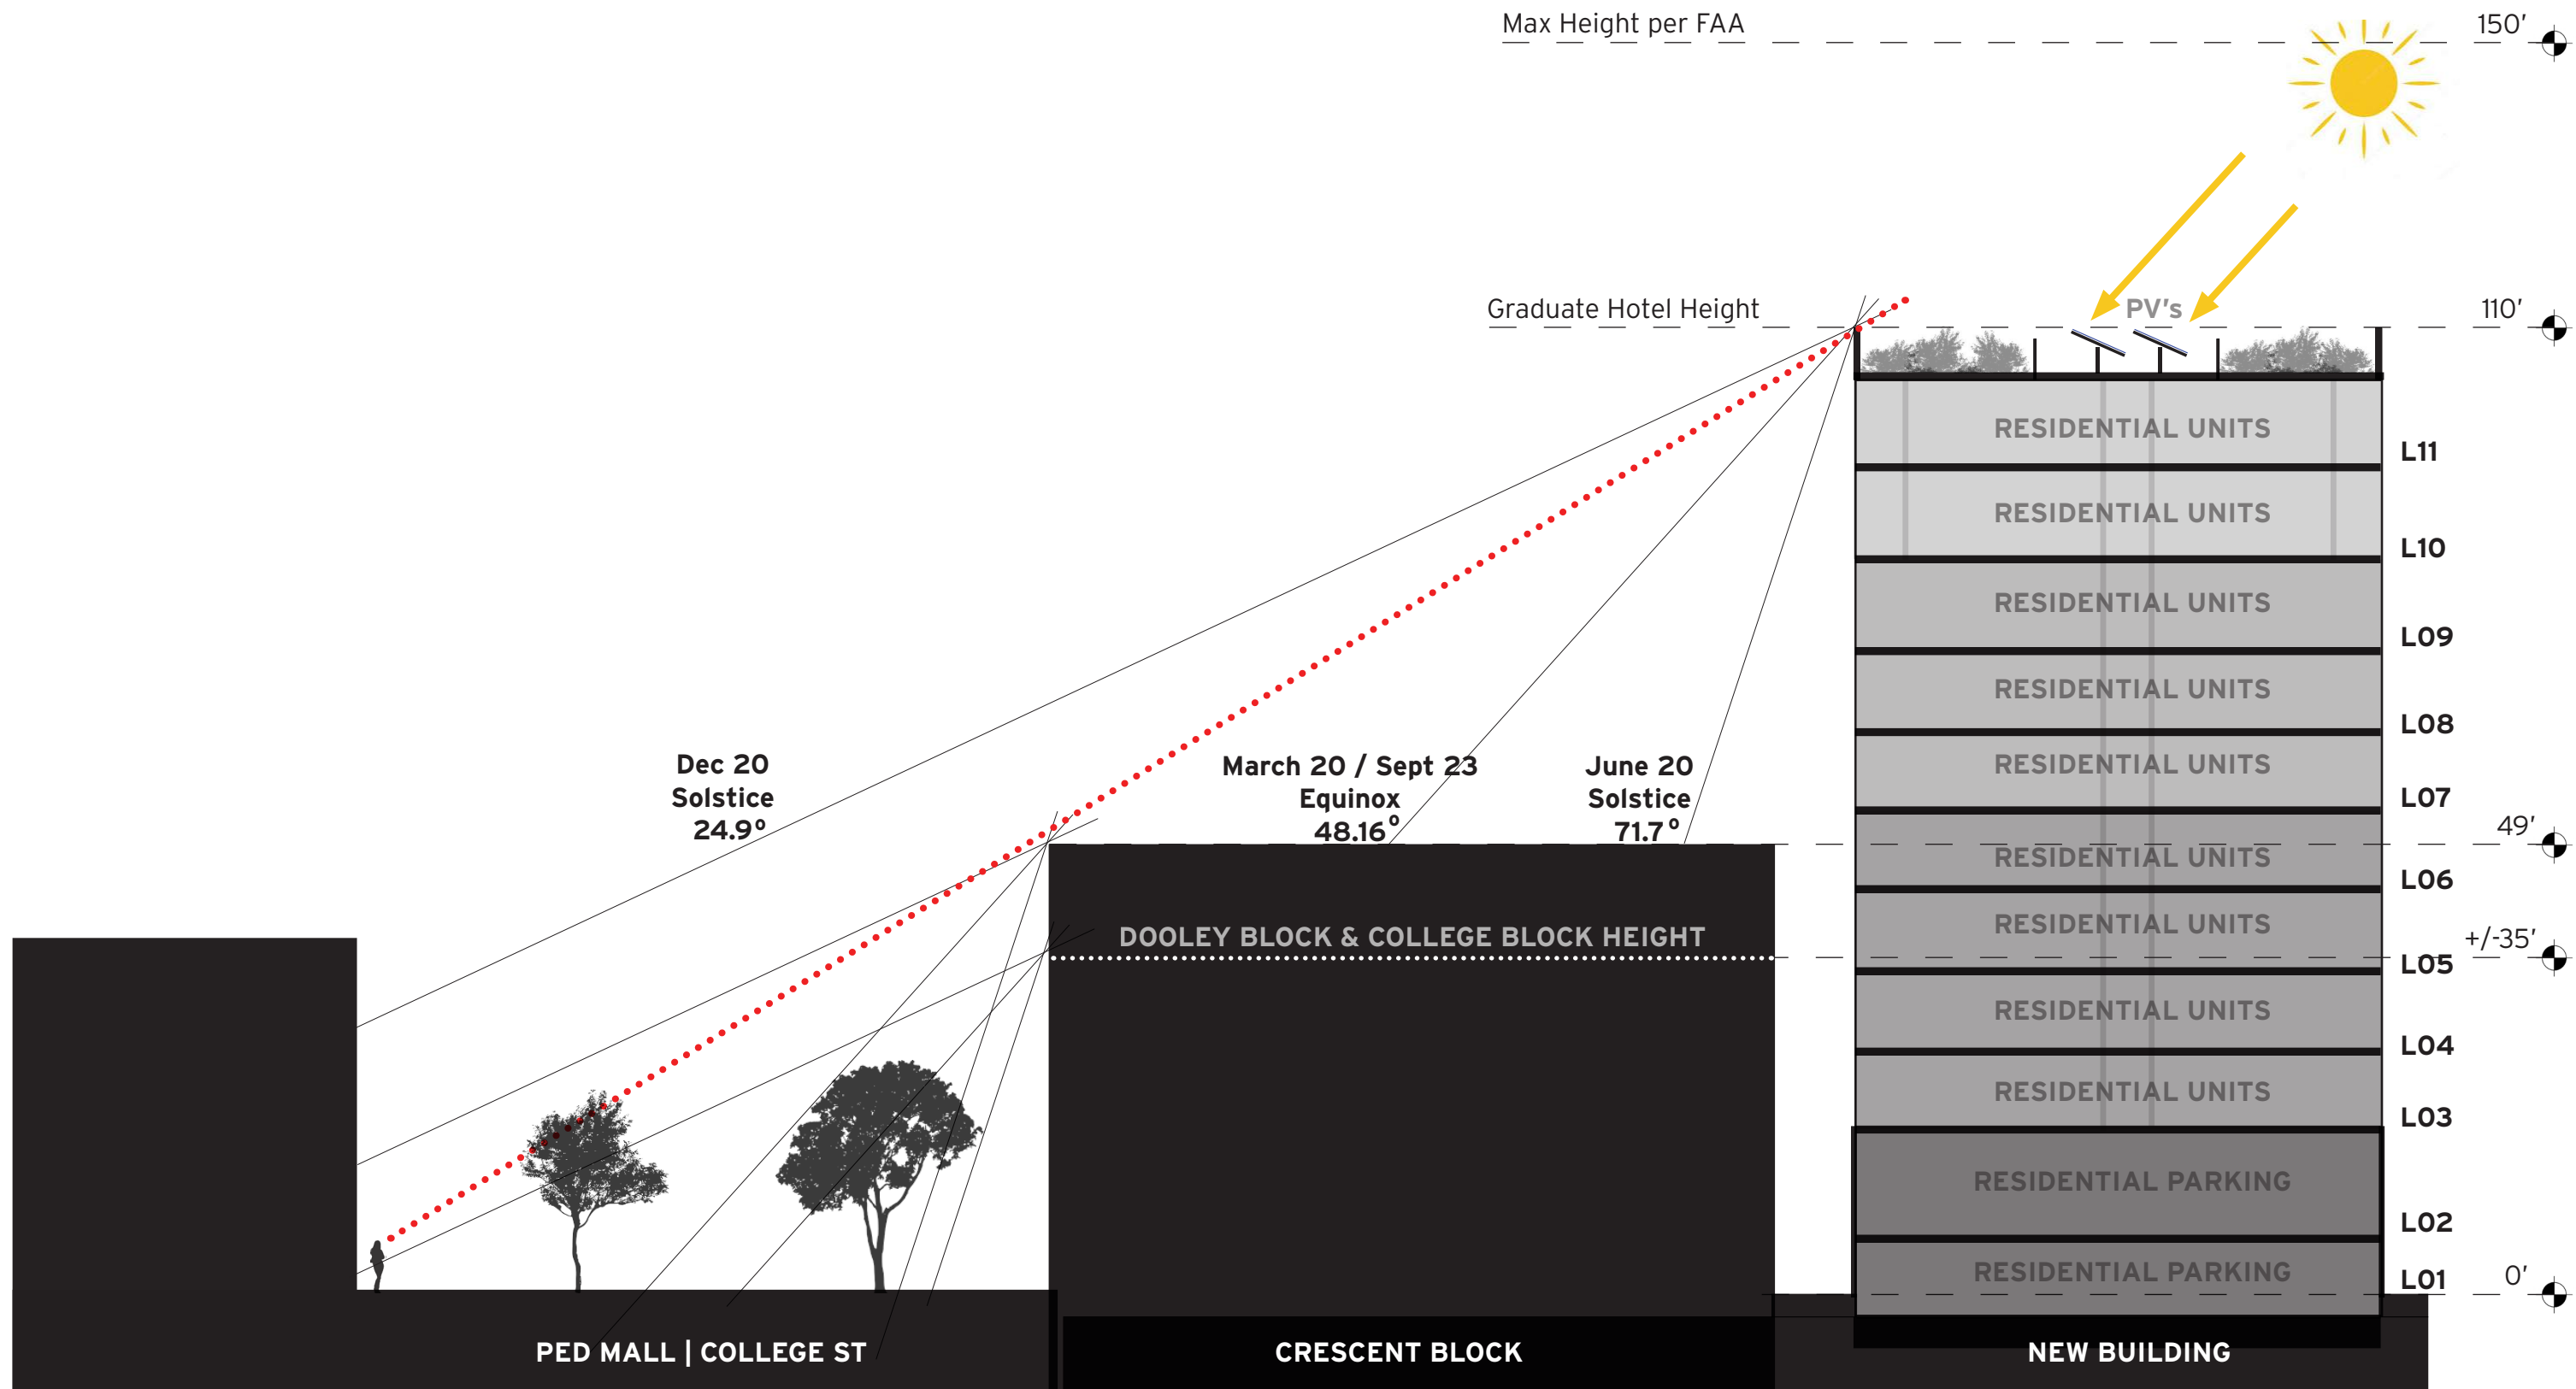 Max Height per FAA
150'
Graduate Hotel Height
PV's
110'
RESIDENTIAL UNITS
L11
RESIDENTIAL UNITS
L10
RESIDENTIAL UNITS
L09
RESIDENTIAL UNITS
L08
Dec 20
Solstice
24.9°
March 20 / Sept 23
Equinox
48.16°
June 20
Solstice
71.7°
RESIDENTIAL UNITS
L07
49'
RESIDENTIAL UNITS
L06
DOOLEY BLOCK & COLLEGE BLOCK HEIGHT
RESIDENTIAL UNITS
+/-35'
L05
RESIDENTIAL UNITS
L04
RESIDENTIAL UNITS
L03
RESIDENTIAL PARKING
L02
RESIDENTIAL PARKING
L01
0'
PED MALL | COLLEGE ST
CRESCENT BLOCK
NEW BUILDING